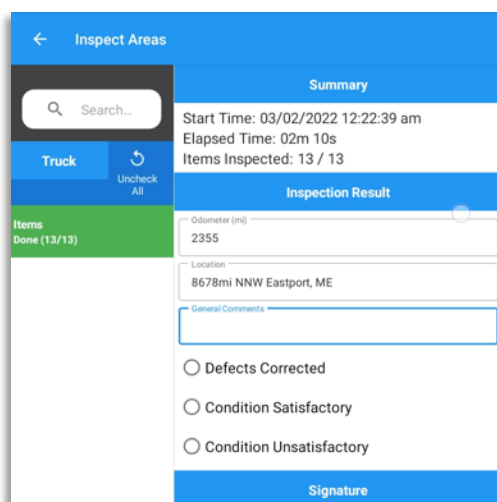 Inspect Areas
Search...
Truck
Uncheck
All
Items
Done (13/13)
Summary
Start Time: 03/02/2022 12:22:39 am
Elapsed Time: 02m 10s
Items Inspected: 13 / 13
Inspection Result
Odometer (mi)
2355
Location
8678mi NNW Eastport, ME
General Comments
Defects Corrected
Condition Satisfactory
Condition Unsatisfactory
Signature